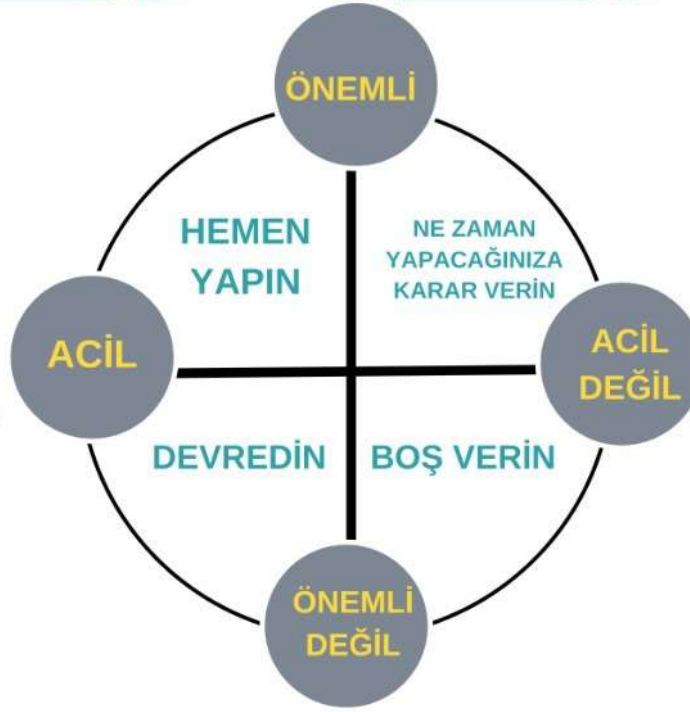 ÖNEMLİ
HEMEN
YAPIN
NE ZAMAN
YAPACAĞINIZA
KARAR VERİN
ACİL
ACİL
DEĞİL
DEVREDİN
BOŞ VERİN
ÖNEMLİ
DEĞİL